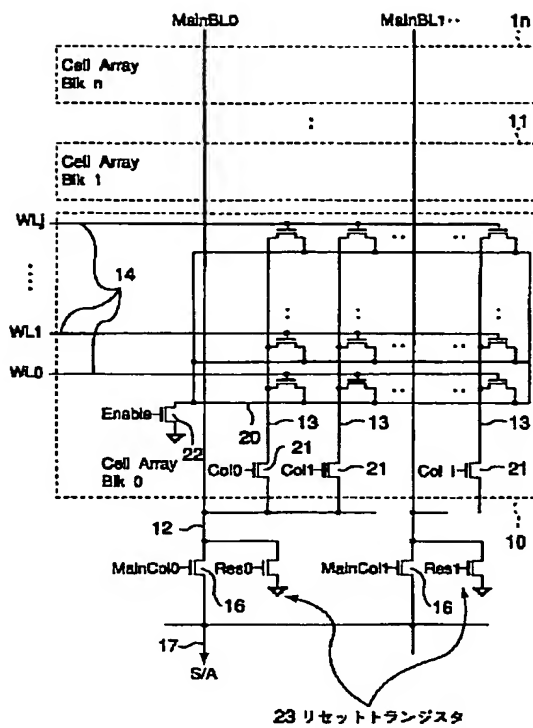 MainBL0
MainBL1··
1n
Cell Array
Blk n
:
11
Cell Array
Blk 1
WLj
14
WL1
WL0
Enable
22
20
13
13
13
21
21
21
Col0
Col1
Col i
Cell Array
Blk 0
12
10
MainCol0
Res0
MainCol1
Res1
16
16
17
S/A
23 リセットトランジスタ